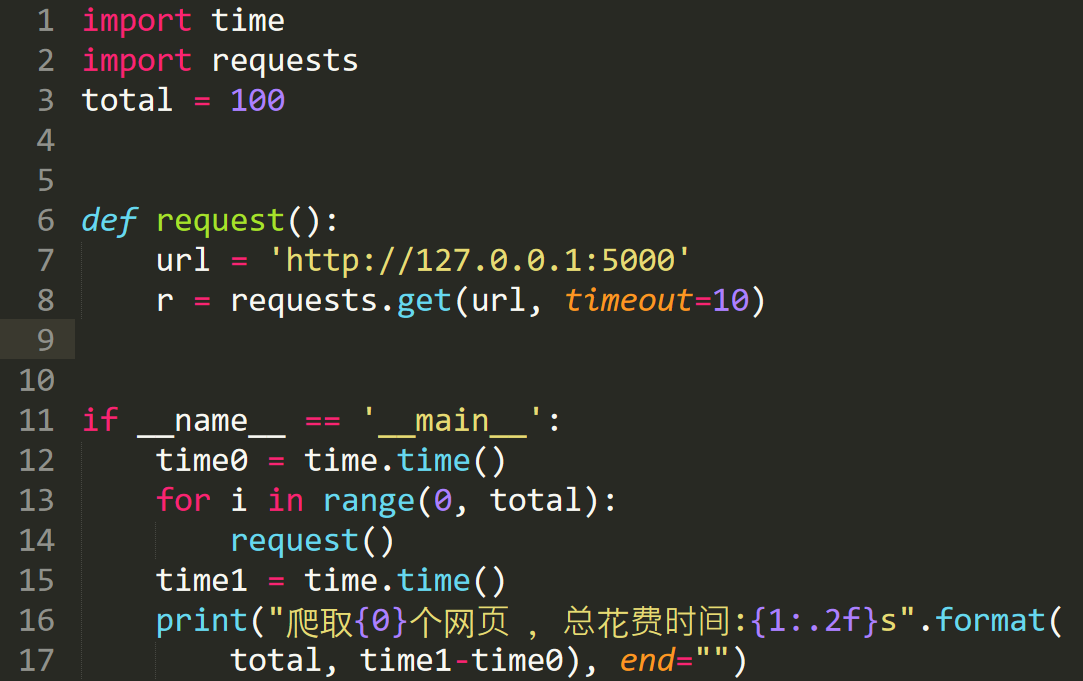 1 import time
2 import requests
3 total = 100
4
5
6 def request():
7     url = 'http://127.0.0.1:5000'
8     r = requests.get(url, timeout=10)
9
10
11 if __name__ == '__main__':
12     time0 = time.time()
13     for i in range(0, total):
14         request()
15     time1 = time.time()
16     print("爬取{0}个网页 ，总花费时间:{1:.2f}s".format(
17         total, time1-time0), end="")